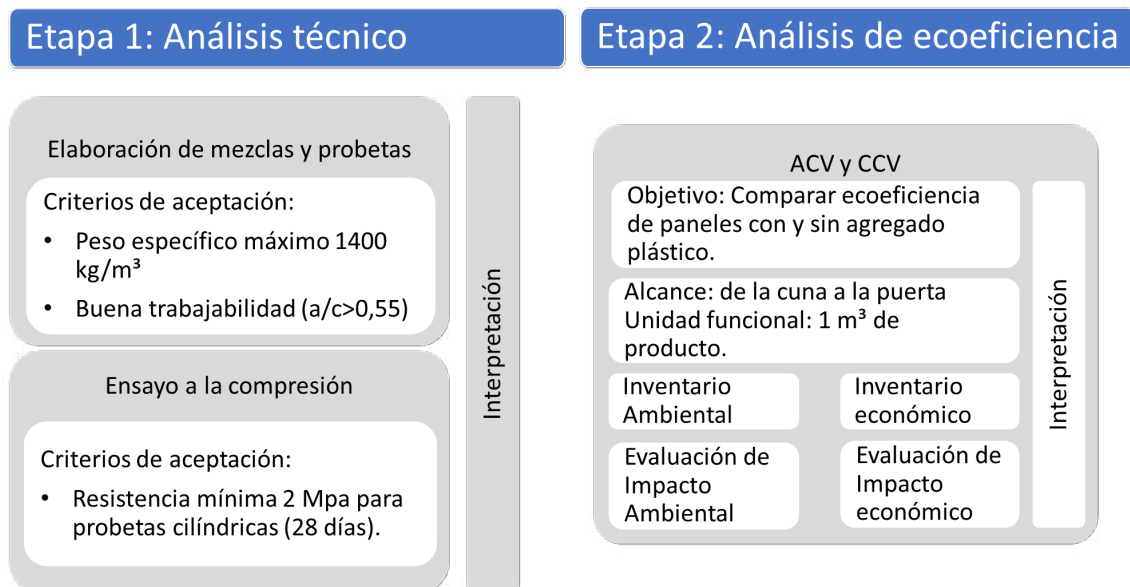 Etapa 1: Análisis técnico
Elaboración de mezclas y probetas
Criterios de aceptación:
• Peso específico máximo 1400
kg/m³
• Buena trabajabilidad (a/c>0,55)
Ensayo a la compresión
Criterios de aceptación:
• Resistencia mínima 2 Mpa para
probetas cilíndricas (28 días).
Interpretación
Etapa 2: Análisis de ecoeficiencia
ACV y CCV
Objetivo: Comparar ecoeficiencia
de paneles con y sin agregado
plástico.
Alcance: de la cuna a la puerta
Unidad funcional: 1 m³ de
producto.
Inventario
Ambiental
Inventario
económico
Evaluación de
Impacto
Ambiental
Evaluación de
Impacto
económico
Interpretación